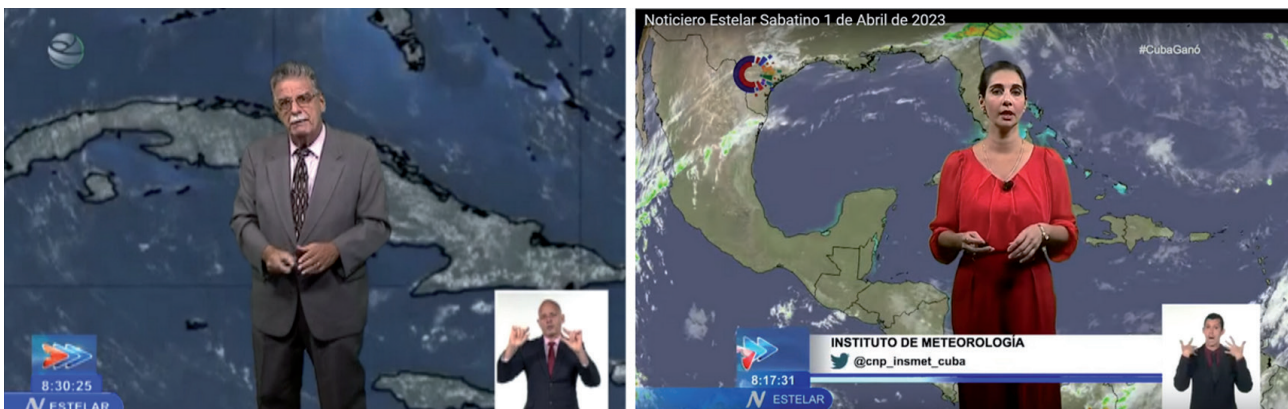 8:30:25
N ESTELAR
Noticiero Estelar Sabatino 1 de Abril de 2023
#CubaGanó
INSTITUTO DE METEOROLOGÍA
@cnp_insmet_cuba
8:17:31
N ESTELAR